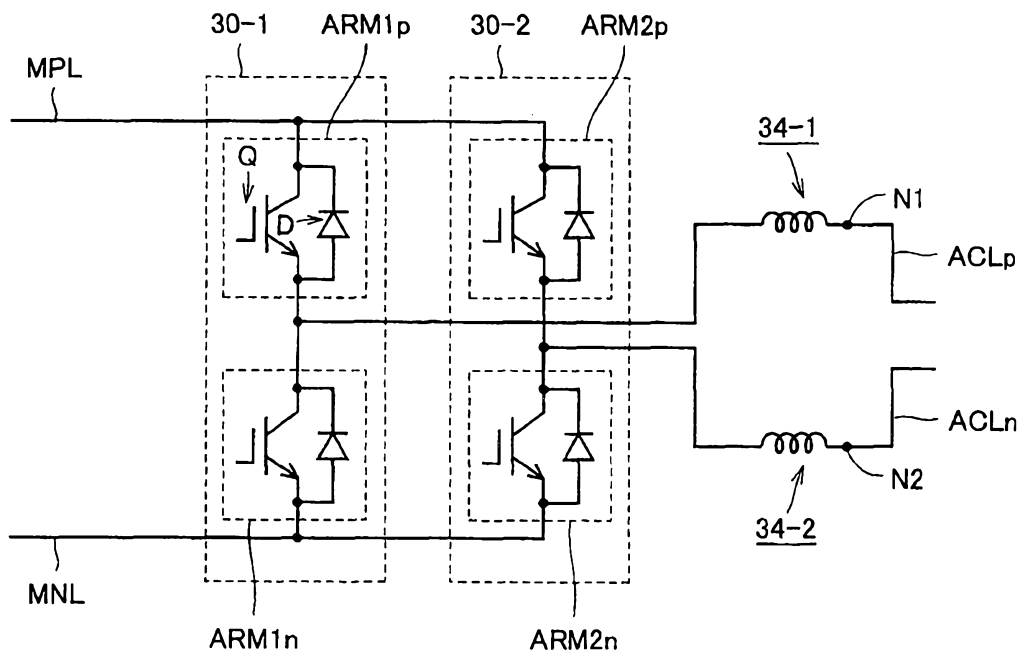 30-1
ARM1p
30-2
ARM2p
MPL
34-1
Q
N1
D
ACLp
ACLn
N2
34-2
MNL
ARM1n
ARM2n